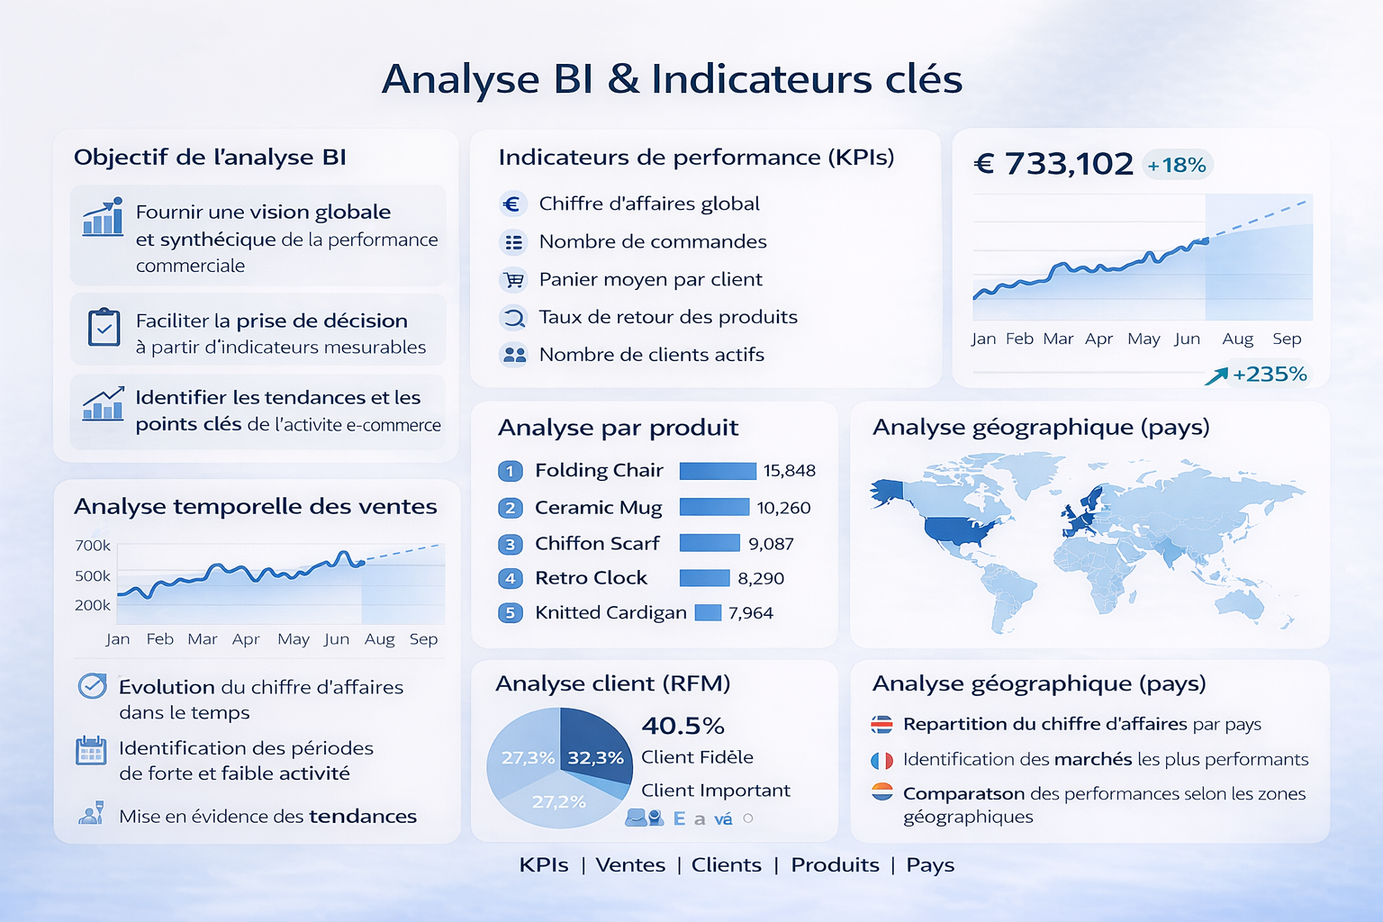 Analyse BI & Indicateurs clés
Objectif de l'analyse BI
Fournir une vision globale
et synthécique de la performance
commerciale
Faciliter la prise de décision
à partir d'indicateurs mesurables
Identifier les tendances et les
points clés de l'activite e-commerce
Indicateurs de performance (KPIs)
Chiffre d'affaires global
Nombre de commandes
Panier moyen par client
Taux de retour des produits
Nombre de clients actifs
€ 733,102 +18%
Jan Feb Mar Apr May Jun Aug Sep
+235%
Analyse temporelle des ventes
700k
500k
200k
Jan Feb Mar Apr May Jun Aug Sep
Evolution du chiffre d'affaires
dans le temps
Identification des périodes
de forte et faible activité
Mise en évidence des tendances
Analyse par produit
1 Folding Chair 15,848
2 Ceramic Mug 10,260
3 Chiffon Scarf 9,087
4 Retro Clock 8,290
5 Knitted Cardigan 7,964
Analyse géographique (pays)
Analyse client (RFM)
27,3% 32,3%
27,2%
40.5%
Client Fidèle
Client Important
E a vá
Analyse géographique (pays)
Repartition du chiffre d'affaires par pays
Identification des marchés les plus performants
Comparatson des performances selon les zones
géographiques
KPIs | Ventes | Clients | Produits | Pays